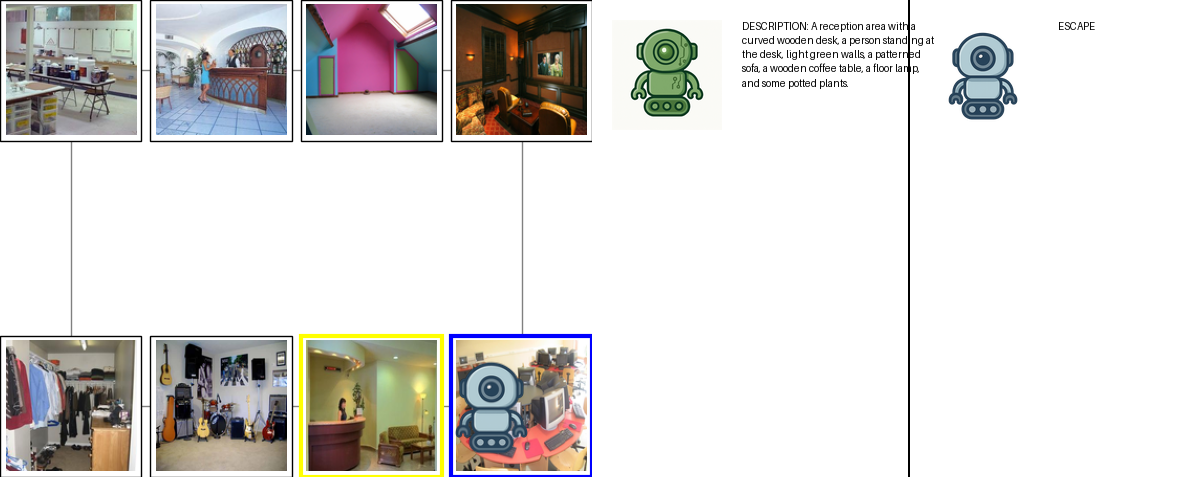 DESCRIPTION: A reception area with a
curved wooden desk, a person standing at
the desk, light green walls, a patterned
sofa, a wooden coffee table, a floor lamp,
and some potted plants.
ESCAPE